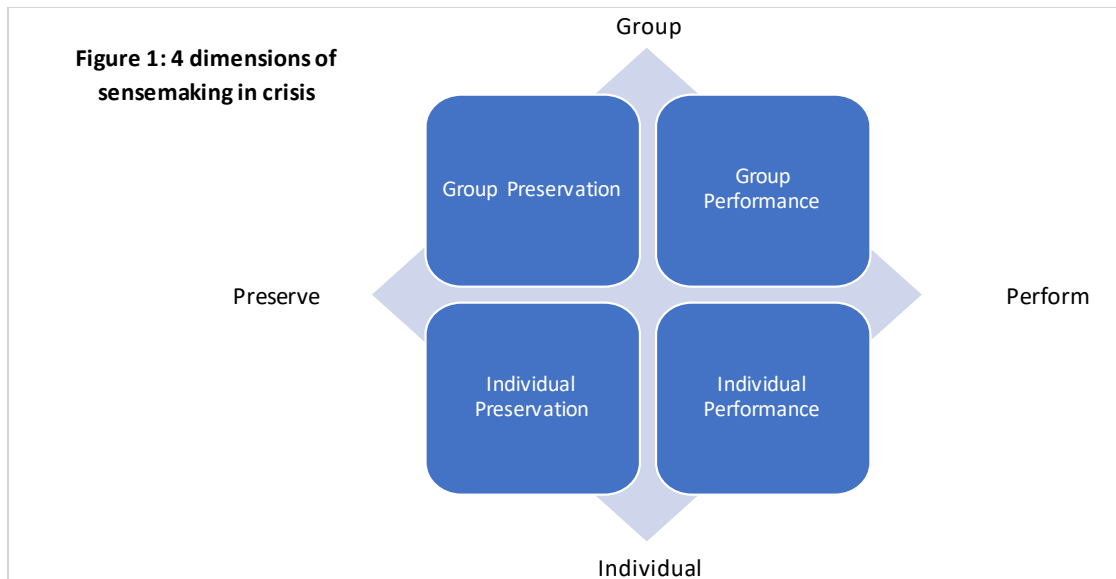 Figure 1: 4 dimensions of
sensemaking in crisis
Group
Group Preservation
Group
Performance
Preserve
Perform
Individual
Preservation
Individual
Performance
Individual